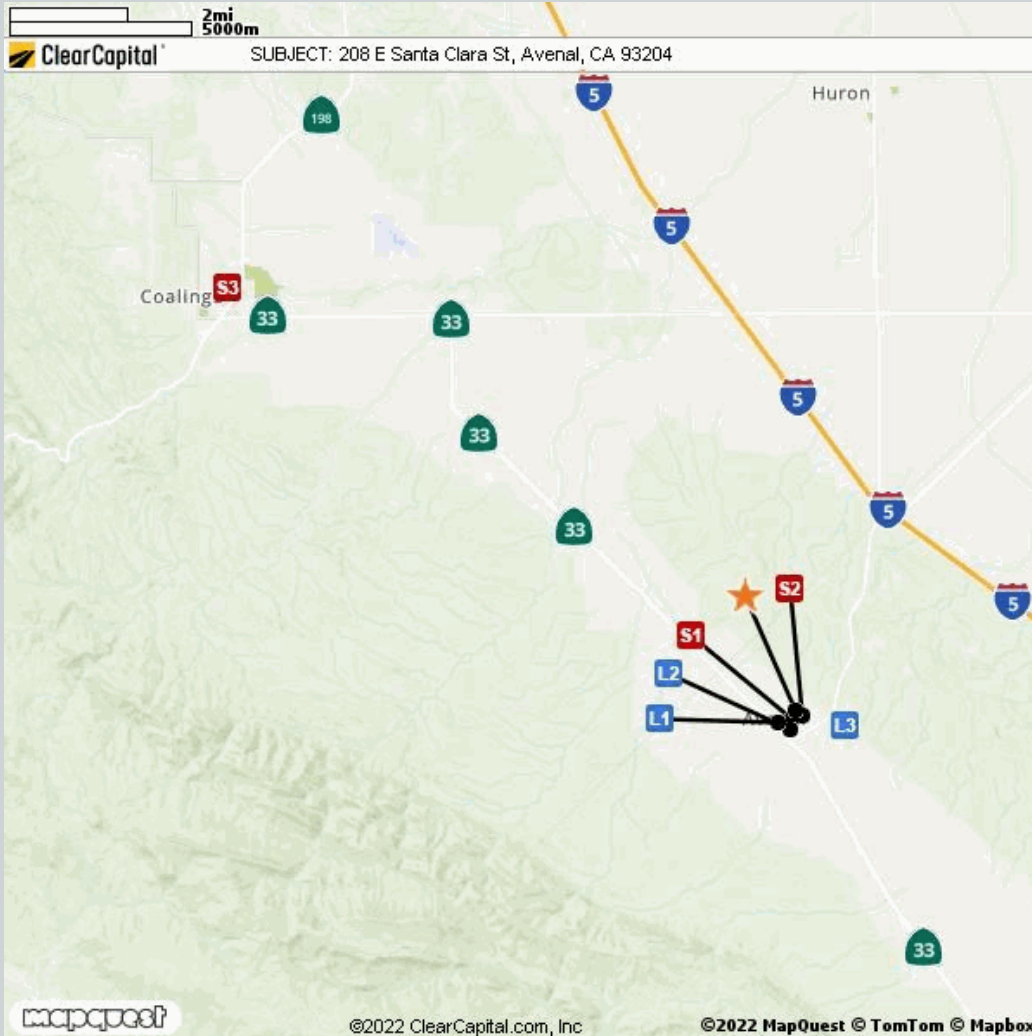 2mi
5000m
ClearCapital SUBJECT: 208 E Santa Clara St, Avenal, CA 93204
5
Huron
198
5
S3
Coaling
33
33
5
33
5
33
S2
5
S1
L2
L1
L3
33
mapquest
©2022 ClearCapital.com, Inc
©2022 MapQuest © TomTom © Mapbox